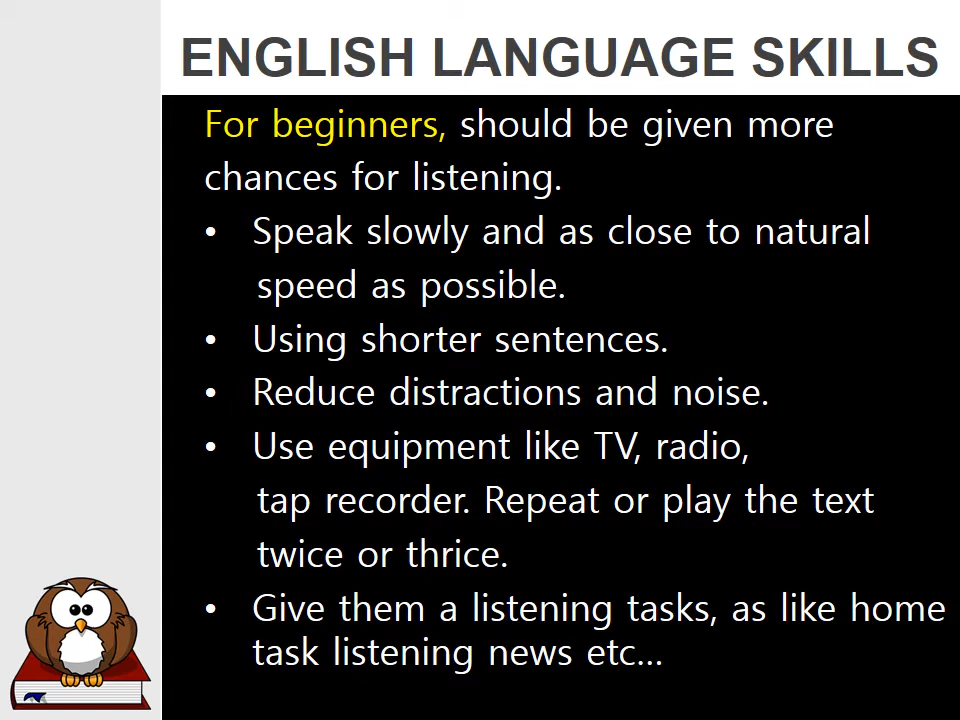 ENGLISH LANGUAGE SKILLS
For beginners, should be given more
chances for listening.
• Speak slowly and as close to natural
speed as possible.
• Using shorter sentences.
• Reduce distractions and noise.
• Use equipment like TV, radio,
tap recorder. Repeat or play the text
twice or thrice.
• Give them a listening tasks, as like home
task listening news etc...